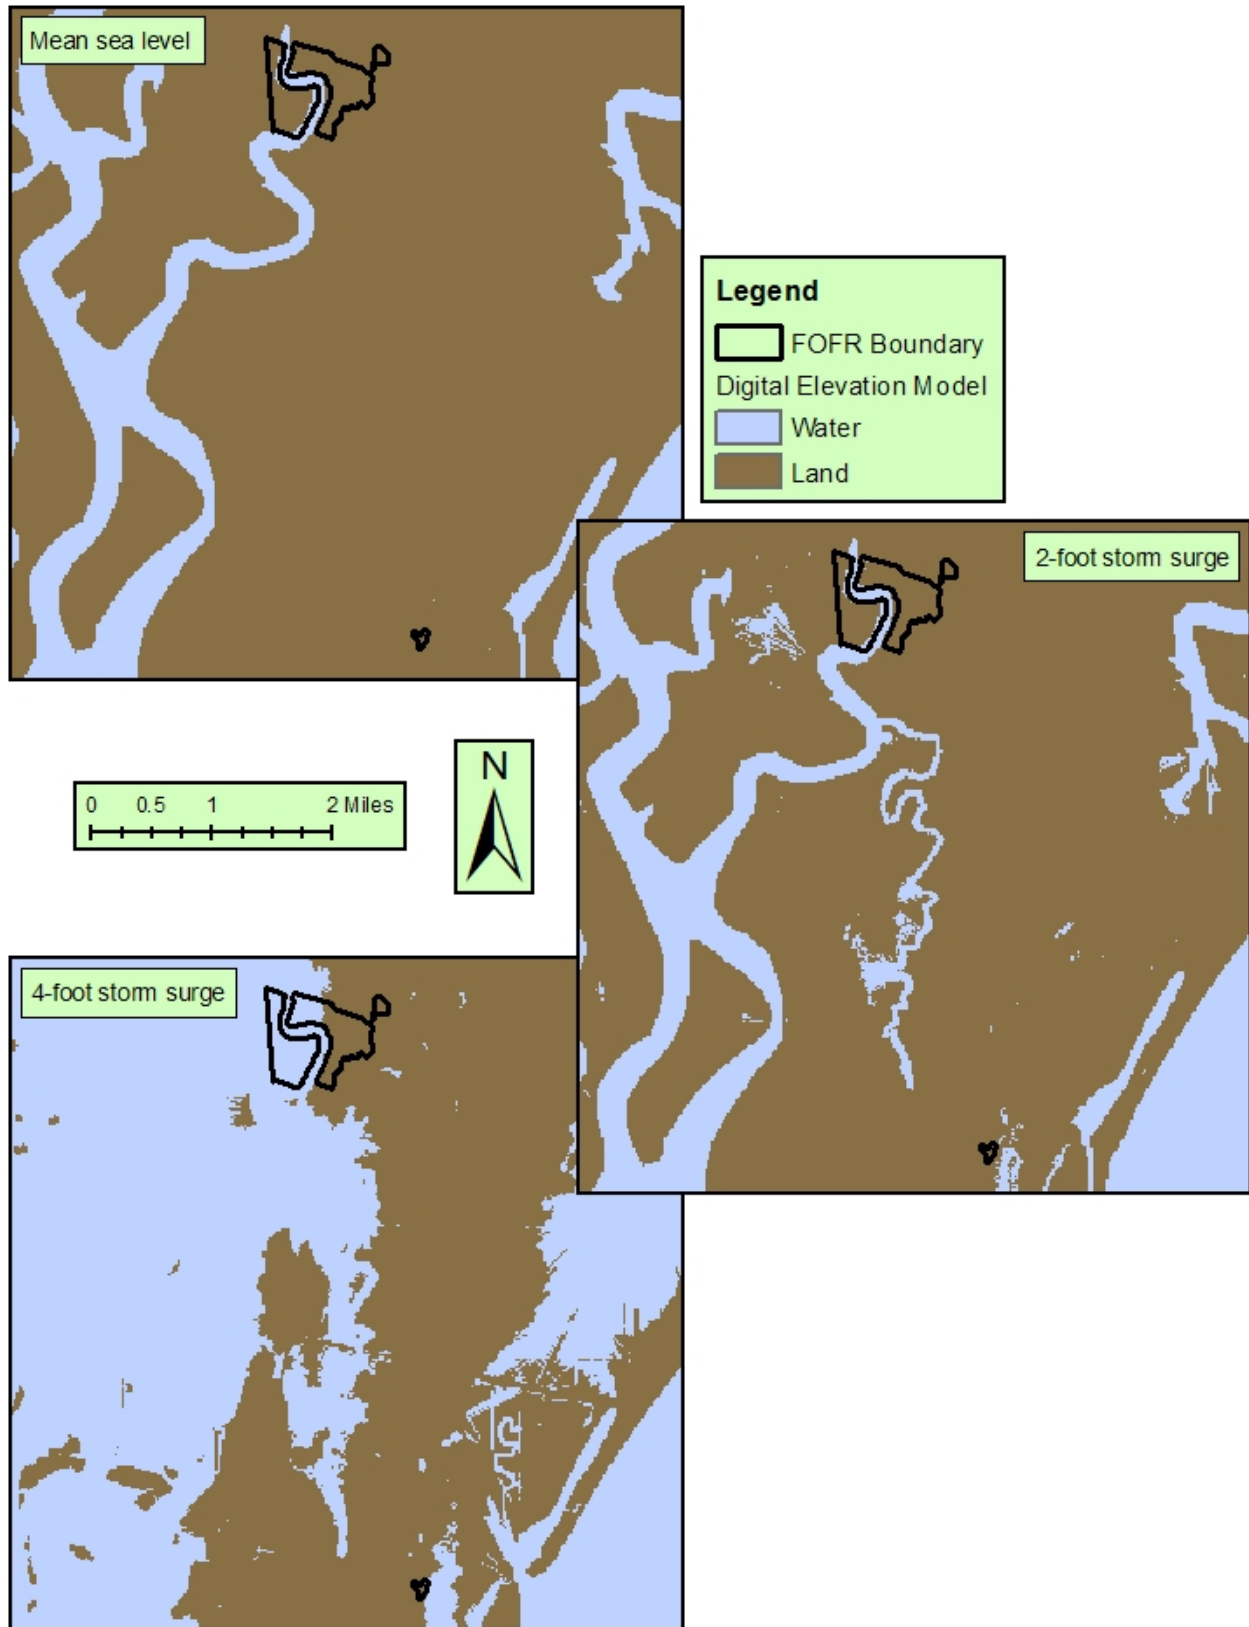 Mean sea level
Legend
FOFR Boundary
Digital Elevation Model
Water
Land
2-foot storm surge
N
0 0.5 1 2 Miles
4-foot storm surge